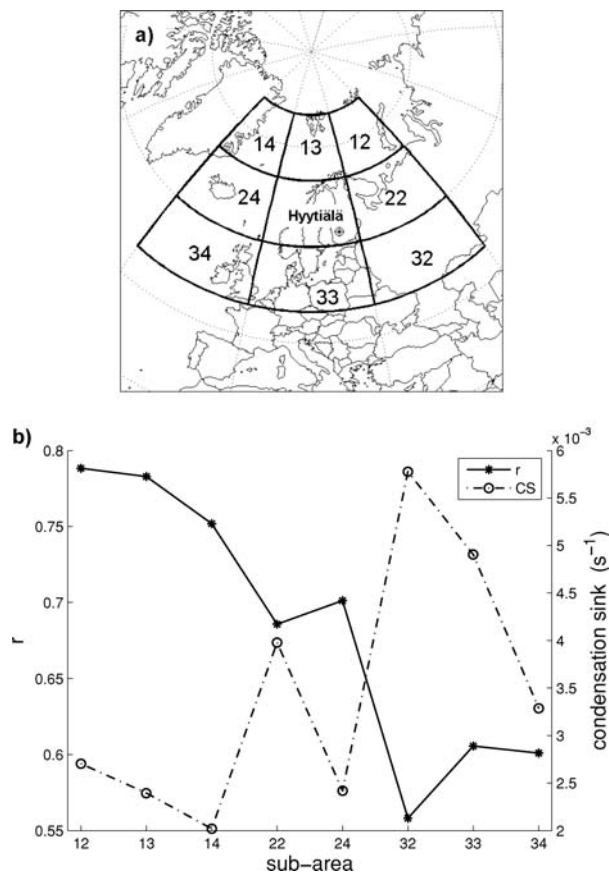 a)
14 13 12
24 22
Hyytiälä
34 33 32
b)
x 10⁻³
0.8 6
r
CS
5.5
0.75
5
4.5
0.7
r
4
condensation sink (s⁻¹)
0.65
3.5
3
0.6
2.5
0.55 2
12 13 14 22 24 32 33 34
sub-area